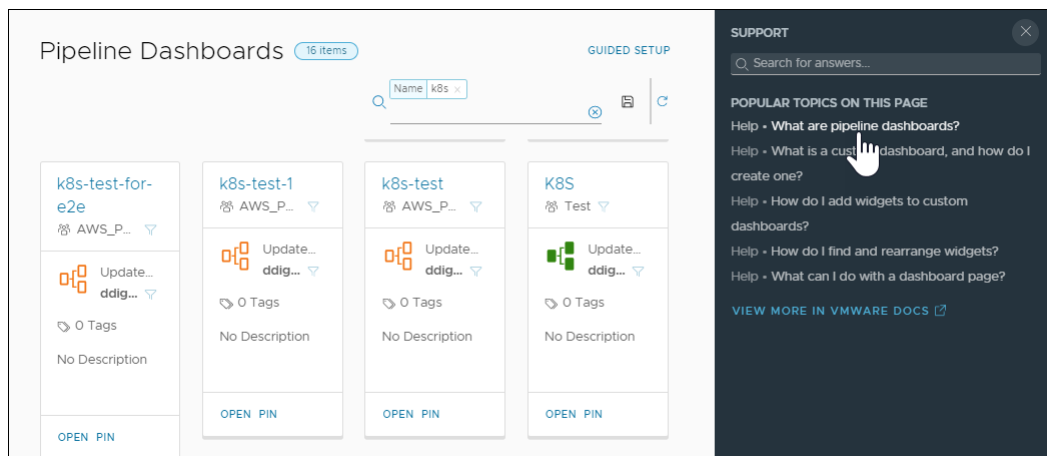 Pipeline Dashboards 16 items
GUIDED SETUP
Name k8s ×
k8s-test-for-
e2e
AWS_P...
Update...
ddig...
0 Tags
No Description
OPEN PIN
k8s-test-1
AWS_P...
Update...
ddig...
0 Tags
No Description
OPEN PIN
k8s-test
AWS_P...
Update...
ddig...
0 Tags
No Description
OPEN PIN
K8S
Test
Update...
ddig...
0 Tags
No Description
OPEN PIN
SUPPORT
Search for answers...
POPULAR TOPICS ON THIS PAGE
Help • What are pipeline dashboards?
Help • What is a dashboard, and how do I
create one?
Help • How do I add widgets to custom
dashboards?
Help • How do I find and rearrange widgets?
Help • What can I do with a dashboard page?
VIEW MORE IN VMWARE DOCS